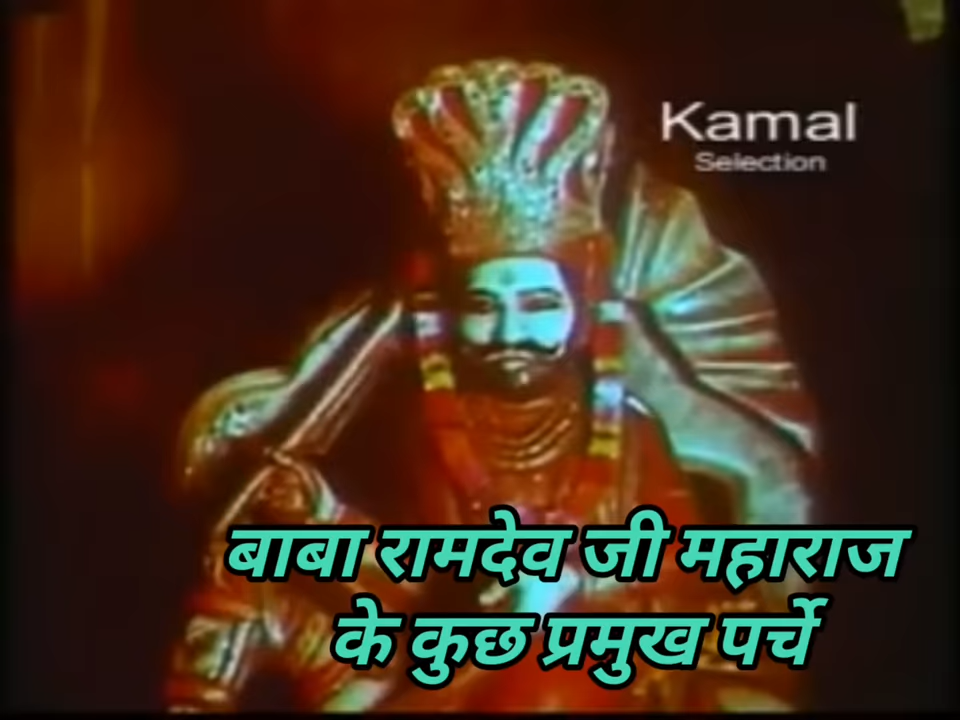 Kamal
Selection
बाबा रामदेव जी महाराज
के कुछ प्रमुख पर्चे